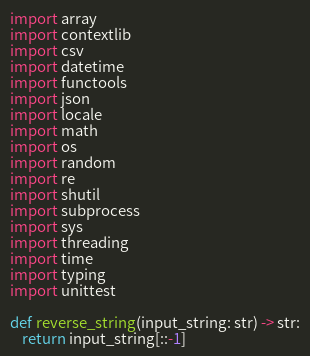 import array
import contextlib
import csv
import datetime
import functools
import json
import locale
import math
import os
import random
import re
import shutil
import subprocess
import sys
import threading
import time
import typing
import unittest

def reverse_string(input_string: str) -> str:
    return input_string[::-1]